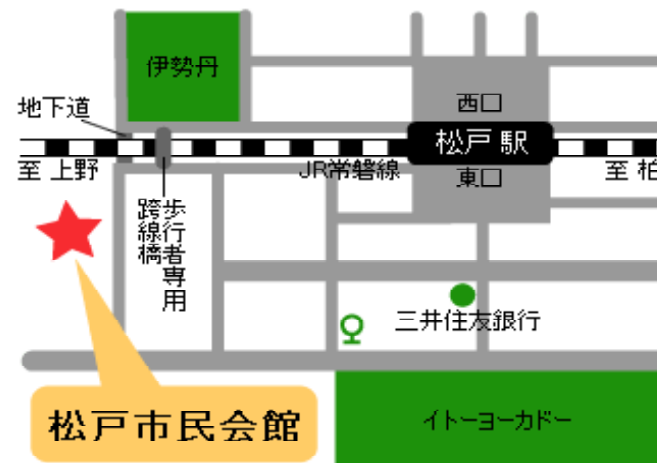 伊勢丹
地下道
西口
松戸駅
至 上野
JR常磐線
東口
至 柏
歩行者専用
跨線橋
三井住友銀行
松戸市民会館
イトーヨーカドー